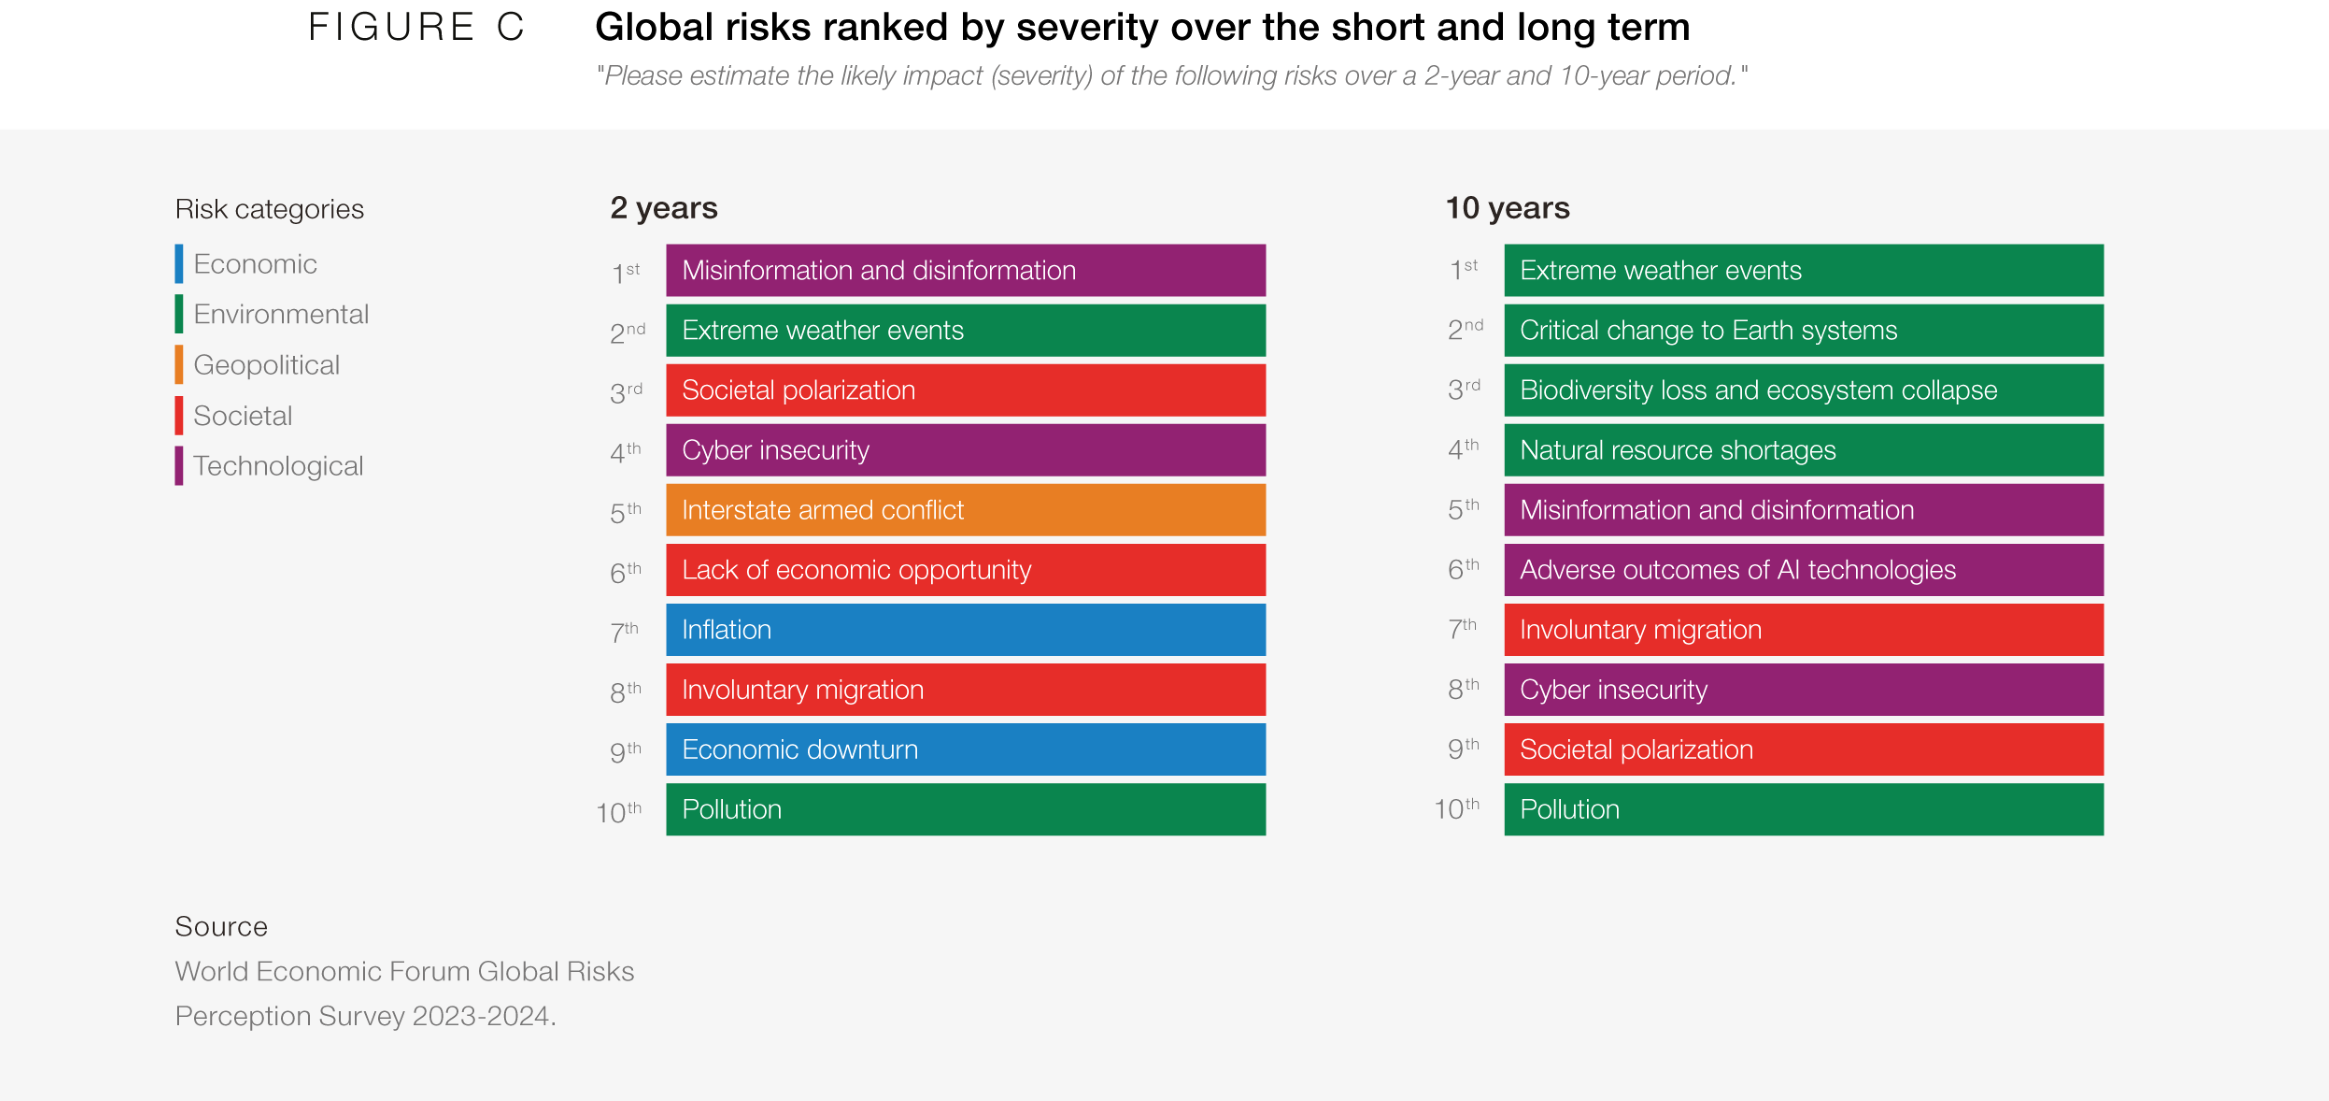 FIGURE C
Global risks ranked by severity over the short and long term
"Please estimate the likely impact (severity) of the following risks over a 2-year and 10-year period."
Risk categories
Economic
Environmental
Geopolitical
Societal
Technological
2 years
1st Misinformation and disinformation
2nd Extreme weather events
3rd Societal polarization
4th Cyber insecurity
5th Interstate armed conflict
6th Lack of economic opportunity
7th Inflation
8th Involuntary migration
9th Economic downturn
10th Pollution
10 years
1st Extreme weather events
2nd Critical change to Earth systems
3rd Biodiversity loss and ecosystem collapse
4th Natural resource shortages
5th Misinformation and disinformation
6th Adverse outcomes of AI technologies
7th Involuntary migration
8th Cyber insecurity
9th Societal polarization
10th Pollution
Source
World Economic Forum Global Risks
Perception Survey 2023-2024.